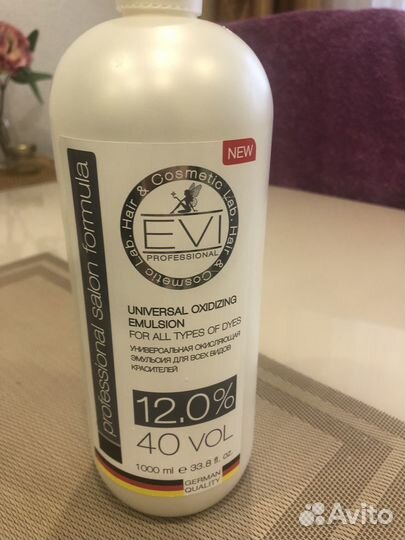 NEW
professional salon formula
Hair & Cosmetic Lab. Hair & Cosmetic Lab.
EVI
PROFESSIONAL
UNIVERSAL OXIDIZING
EMULSION
FOR ALL TYPES OF DYES
УНИВЕРСАЛЬНАЯ ОКИСЛЯЮЩАЯ
ЭМУЛЬСИЯ ДЛЯ ВСЕХ ВИДОВ
КРАСИТЕЛЕЙ
12.0%
40 VOL
1000 ml e 33.8 fl. oz.
GERMAN
QUALITY
Avito